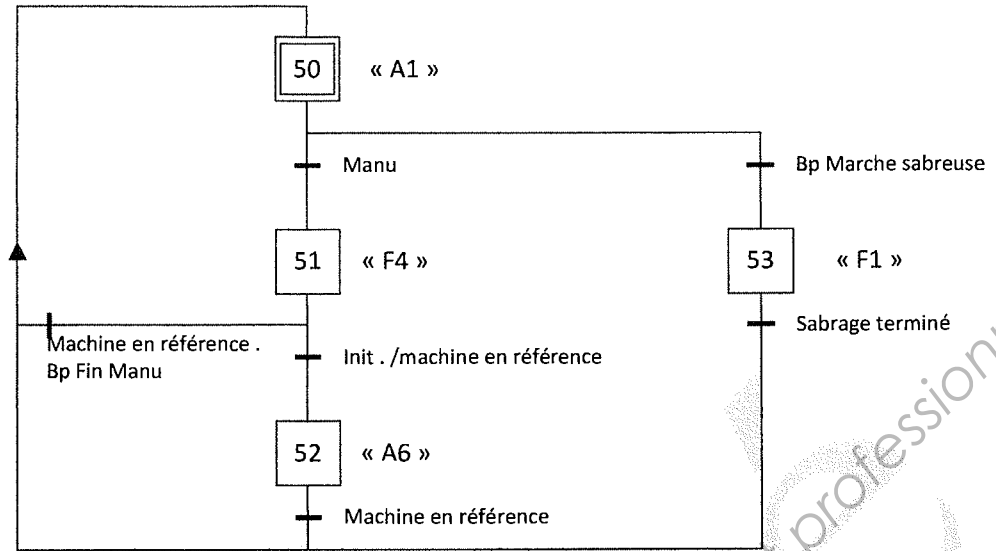 50 « A1 »
Manu
Bp Marche sabreuse
51 « F4 »
53 « F1 »
Sabrage terminé
Machine en référence .
Bp Fin Manu
Init . /machine en référence
52 « A6 »
Machine en référence
profession